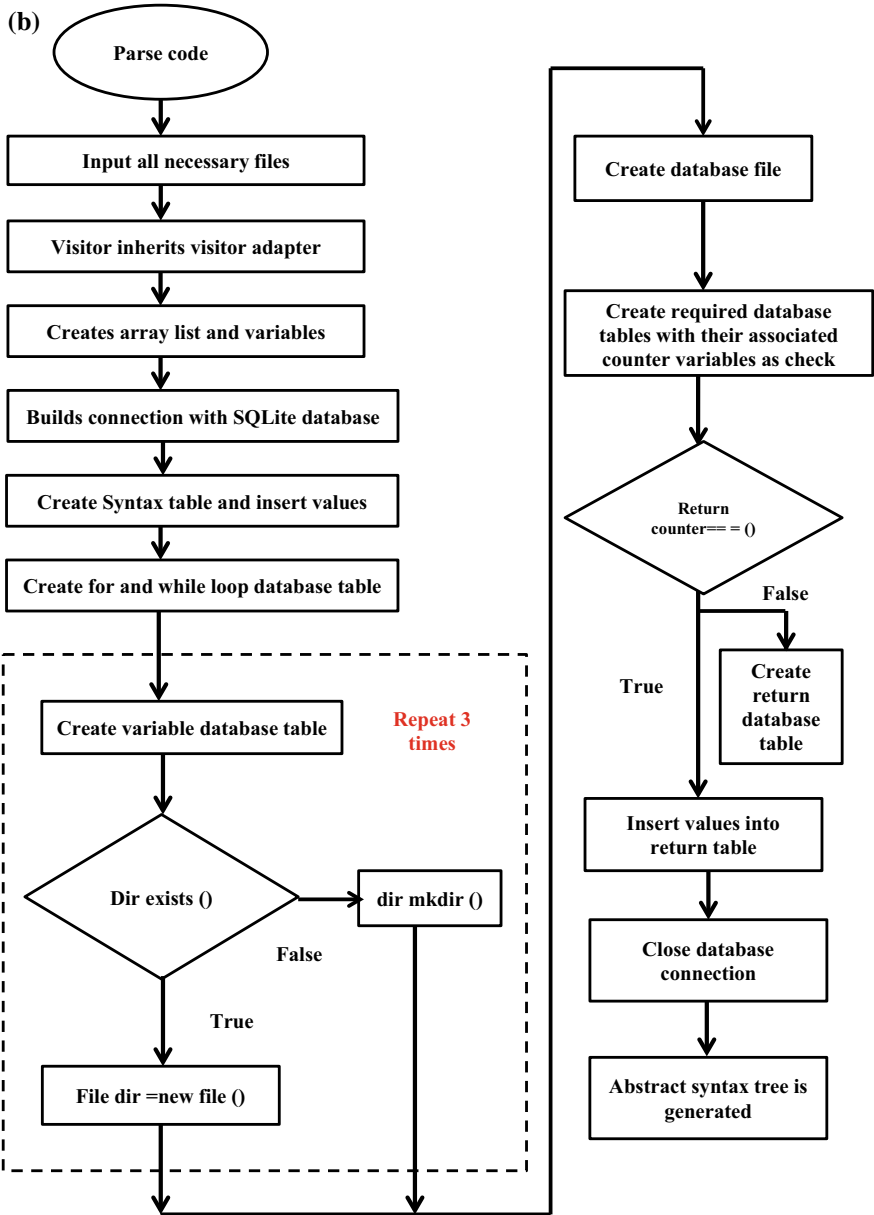 (b)
Parse code
Input all necessary files
Visitor inherits visitor adapter
Creates array list and variables
Builds connection with SQLite database
Create Syntax table and insert values
Create for and while loop database table
Create variable database table
Repeat 3
times
Dir exists ()
dir mkdir ()
False
True
File dir =new file ()
Create database file
Create required database
tables with their associated
counter variables as check
Return
counter== = ()
False
True
Create
return
database
table
Insert values into
return table
Close database
connection
Abstract syntax tree is
generated